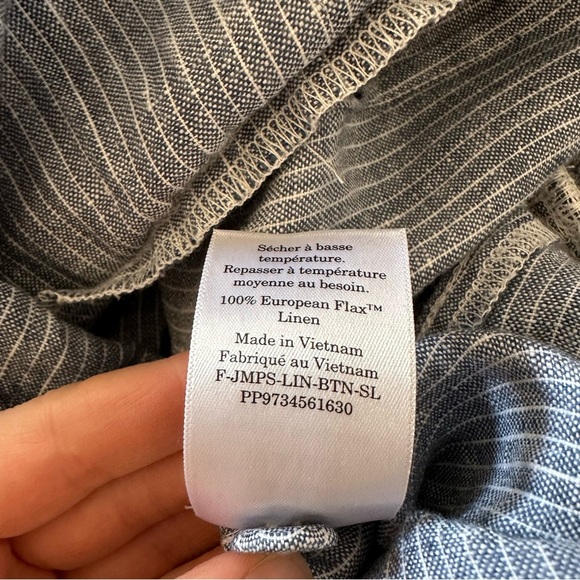 Sécher à basse
température.
Repasser à température
moyenne au besoin.
100% European Flax™
Linen
Made in Vietnam
Fabriqué au Vietnam
F-JMPS-LIN-BTN-SL
PP9734561630